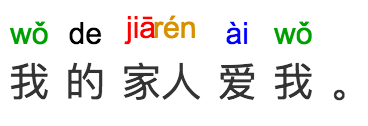 wǒ de jiārén ài wǒ
我 的 家人 爱 我 。